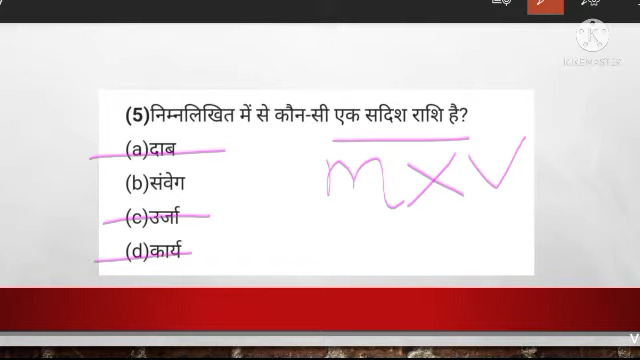 KINEMASTER
(5)निम्नलिखित में से कौन-सी एक सदिश राशि है?
(a)दाब
(b)संवेग
(c)उर्जा
(d)कार्य
m×v